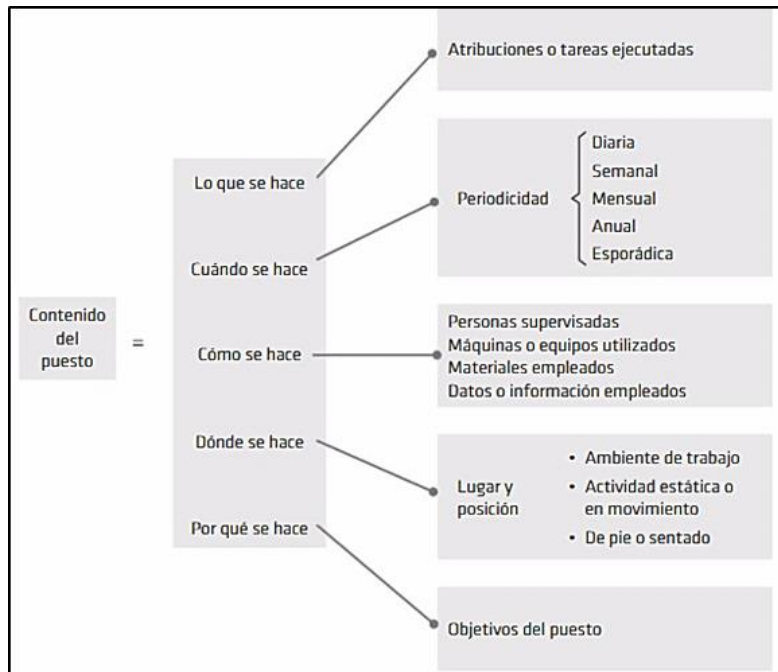 Contenido
del
puesto
=
Lo que se hace
Cuándo se hace
Cómo se hace
Dónde se hace
Por qué se hace
Atribuciones o tareas ejecutadas
Periodicidad
Diaria
Semanal
Mensual
Anual
Esporádica
Personas supervisadas
Máquinas o equipos utilizados
Materiales empleados
Datos o información empleados
Lugar y
posición
• Ambiente de trabajo
• Actividad estática o
en movimiento
• De pie o sentado
Objetivos del puesto